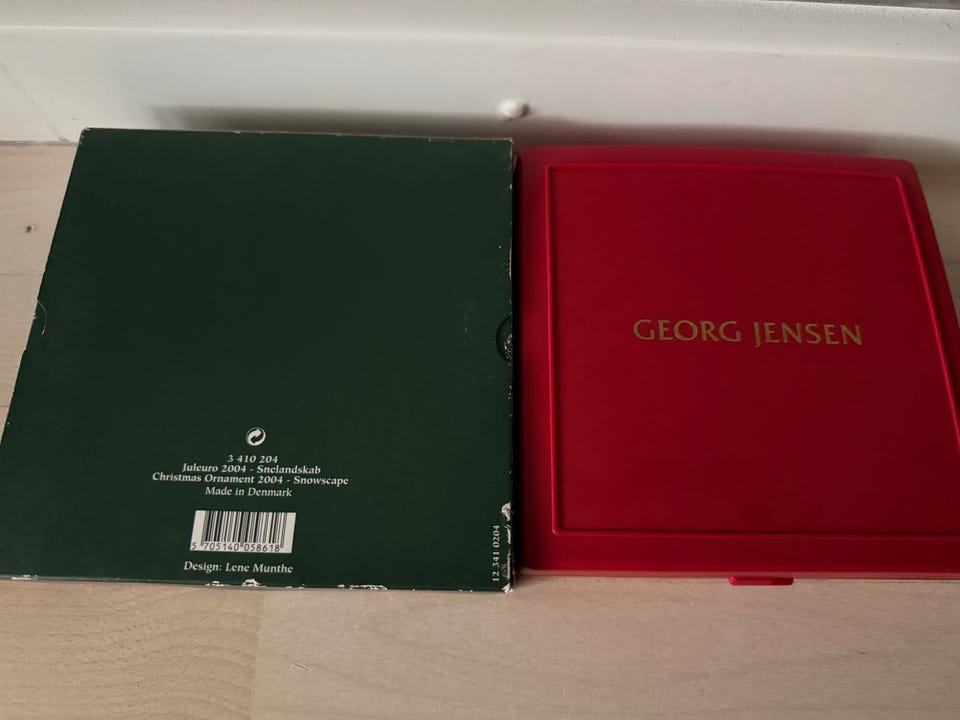 3 410 204
Juleuro 2004 - Snelandskab
Christmas Ornament 2004 - Snowscape
Made in Denmark
5 705140 058618
Design: Lene Munthe
12 341 0204
GEORG JENSEN